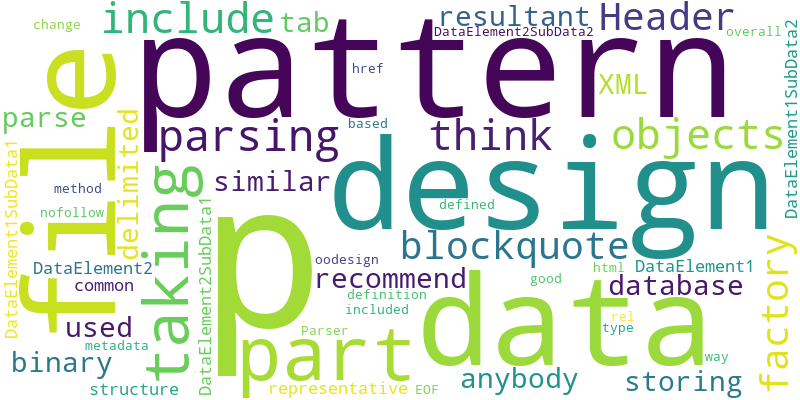 change
include
tab
resultant
Header
DataElement2SubData2
overall
pattern
href
XML
file
parse
delimited
parsing
based
think
objects
DataElement2SubData2
DataElement1SubData1
method
taking
similar
design
nofollow
DataElement2SubData1
p
defined
blockquote
factory
DataElement2
oodesign
recommend
data
html
DataElement1
common
definition
good
database
used
metadata
included
part
Parser
rel
type
way
binary
structure
representative
EOF
anybody
storing